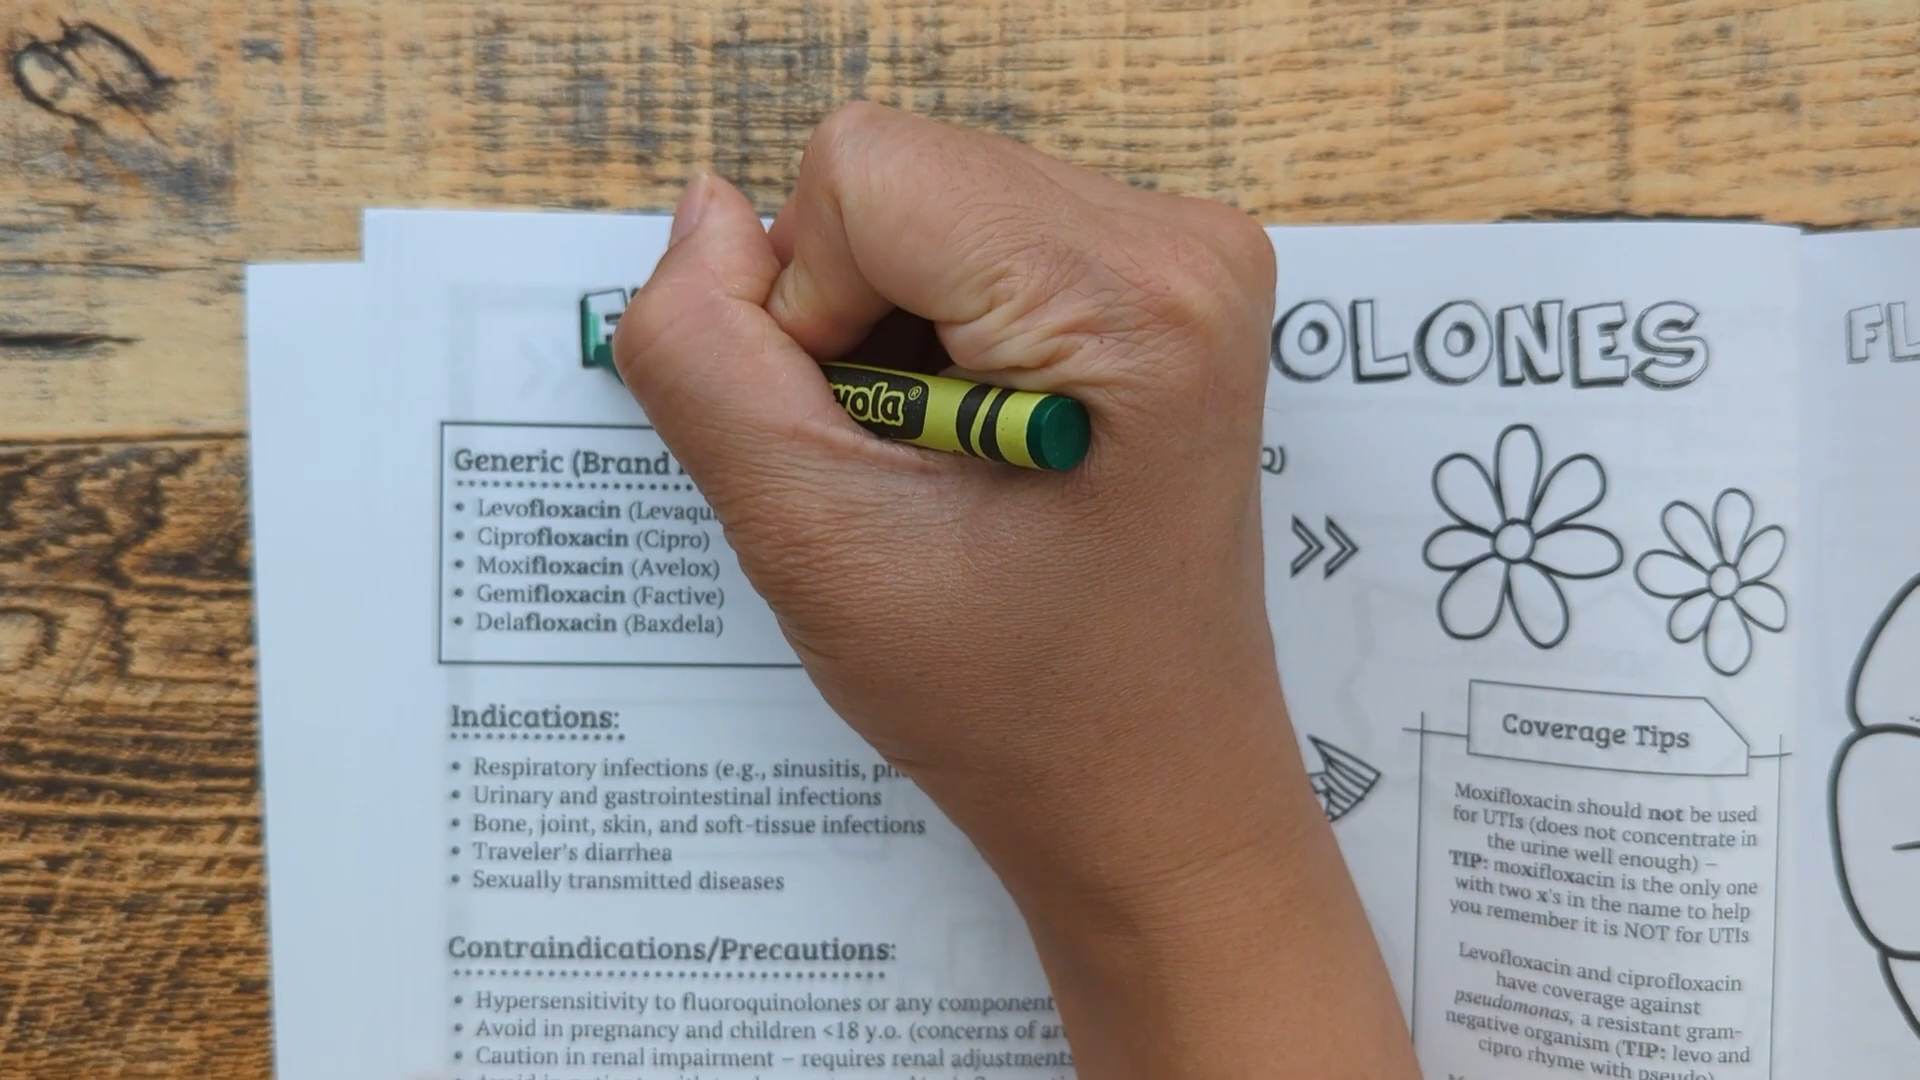 OLONES
FL
Generic (Brand
Levofloxacin (Levaqu
Ciprofloxacin (Cipro)
Moxifloxacin (Avelox)
Gemifloxacin (Factive)
Delafloxacin (Baxdela)
Indications:
• Respiratory infections (e.g., sinusitis,
• Urinary and gastrointestinal infections
• Bone, joint, skin, and soft-tissue infections
• Traveler's diarrhea
• Sexually transmitted diseases
Contraindications/Precautions:
• Hypersensitivity to fluoroquinolones or any component
• Avoid in pregnancy and children <18 y.o. (concerns of
• Caution in renal impairment – requires renal adjustments
yola®
Coverage Tips
Moxifloxacin should not be used
for UTIs (does not concentrate in
the urine well enough) –
TIP: moxifloxacin is the only one
with two x's in the name to help
you remember it is NOT for UTIs
Levofloxacin and ciprofloxacin
have coverage against
pseudomonas, a resistant gram-
negative organism (TIP: levo and
cipro rhyme with pseudo)